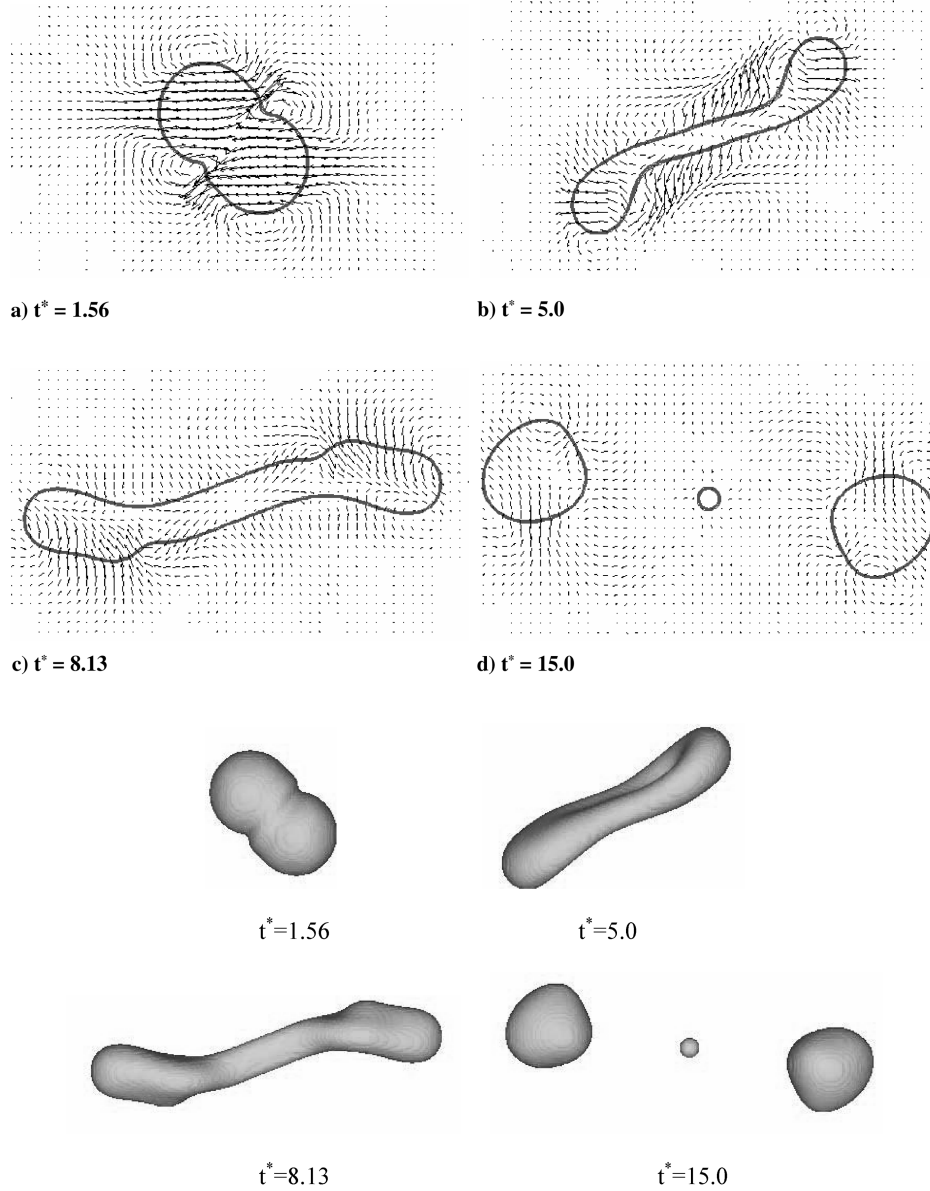 a) t* = 1.56
b) t* = 5.0
c) t* = 8.13
d) t* = 15.0
t*=1.56
t*=5.0
t*=8.13
t*=15.0